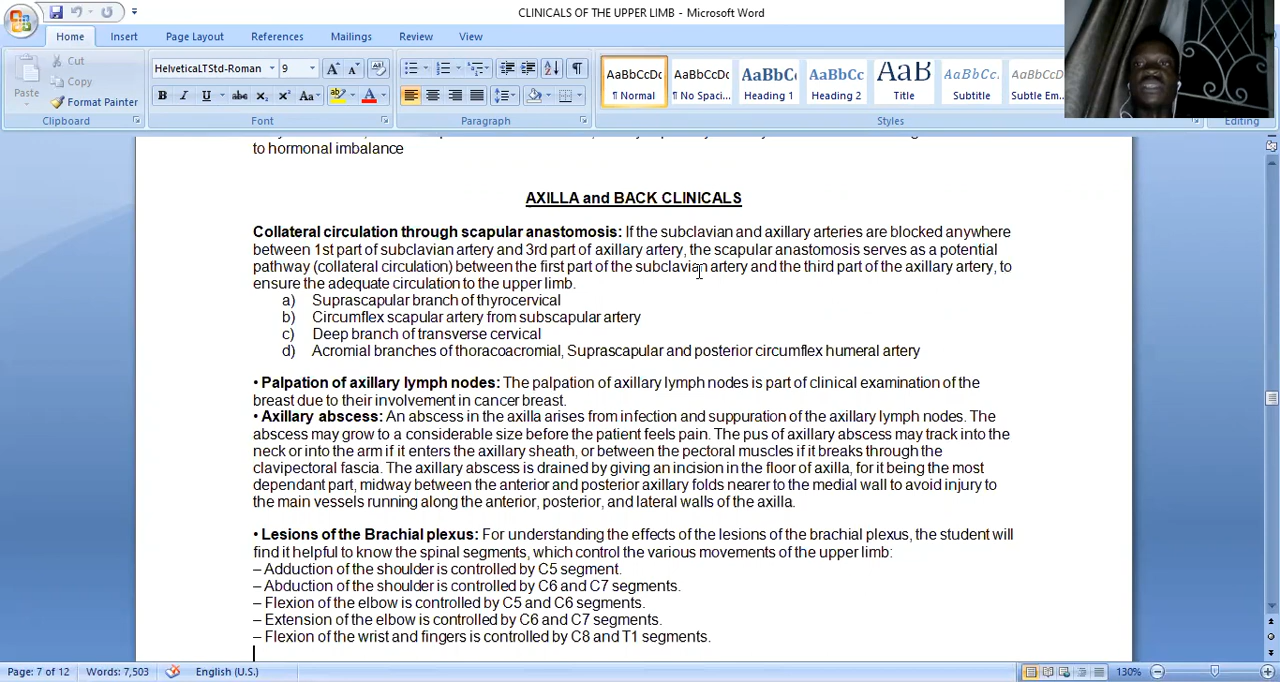 CLINICALS OF THE UPPER LIMB - Microsoft Word
Home Insert Page Layout References Mailings Review View
Cut
Copy
Paste
Format Painter
HelveticaLTStd-Roman 9
AaBbCcDc AaBbCcDc AaBbCc AaBbCc AaB AaBbCc. AaBbCcDc
¶ Normal ¶ No Spaci... Heading 1 Heading 2 Title Subtitle Subtle Em...
Clipboard Font Paragraph Styles Editing
to hormonal imbalance
AXILLA and BACK CLINICALS
Collateral circulation through scapular anastomosis: If the subclavian and axillary arteries are blocked anywhere
between 1st part of subclavian artery and 3rd part of axillary artery, the scapular anastomosis serves as a potential
pathway (collateral circulation) between the first part of the subclavian artery and the third part of the axillary artery, to
ensure the adequate circulation to the upper limb.
a) Suprascapular branch of thyrocervical
b) Circumflex scapular artery from subscapular artery
c) Deep branch of transverse cervical
d) Acromial branches of thoracoacromial, Suprascapular and posterior circumflex humeral artery
• Palpation of axillary lymph nodes: The palpation of axillary lymph nodes is part of clinical examination of the
breast due to their involvement in cancer breast.
• Axillary abscess: An abscess in the axilla arises from infection and suppuration of the axillary lymph nodes. The
abscess may grow to a considerable size before the patient feels pain. The pus of axillary abscess may track into the
neck or into the arm if it enters the axillary sheath, or between the pectoral muscles if it breaks through the
clavipectoral fascia. The axillary abscess is drained by giving an incision in the floor of axilla, for it being the most
dependant part, midway between the anterior and posterior axillary folds nearer to the medial wall to avoid injury to
the main vessels running along the anterior, posterior, and lateral walls of the axilla.
• Lesions of the Brachial plexus: For understanding the effects of the lesions of the brachial plexus, the student will
find it helpful to know the spinal segments, which control the various movements of the upper limb:
– Adduction of the shoulder is controlled by C5 segment.
– Abduction of the shoulder is controlled by C6 and C7 segments.
– Flexion of the elbow is controlled by C5 and C6 segments.
– Extension of the elbow is controlled by C6 and C7 segments.
– Flexion of the wrist and fingers is controlled by C8 and T1 segments.
Page: 7 of 12 Words: 7,503 English (U.S.) 130%